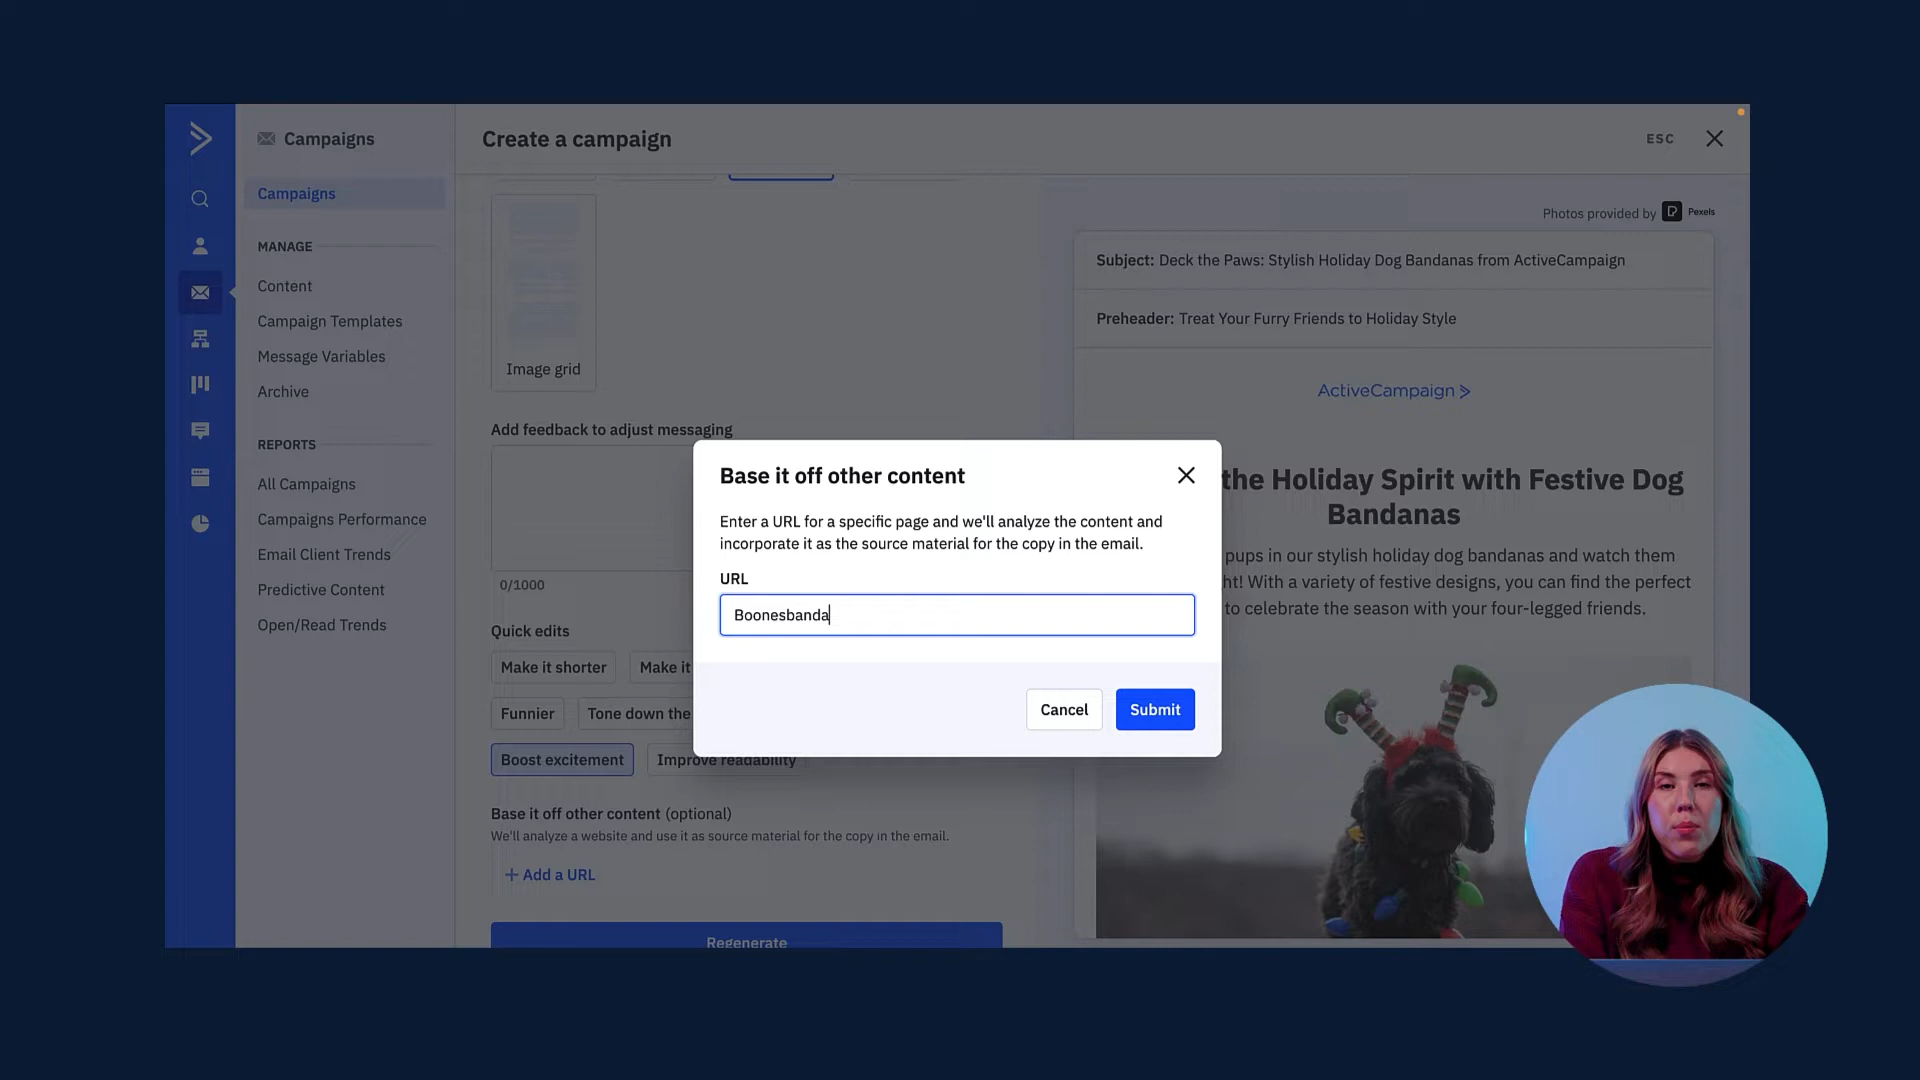 Campaigns
Campaigns
MANAGE
Content
Campaign Templates
Message Variables
Archive
REPORTS
All Campaigns
Campaigns Performance
Email Client Trends
Predictive Content
Open/Read Trends
Create a campaign
ESC
Image grid
Add feedback to adjust messaging
0/1000
Quick edits
Make it shorter
Make it
Funnier
Tone down the
Boost excitement
Improve readability
Base it off other content (optional)
We'll analyze a website and use it as source material for the copy in the email.
+ Add a URL
Regenerate
Base it off other content
Enter a URL for a specific page and we'll analyze the content and
incorporate it as the source material for the copy in the email.
URL
Boonesbanda
Cancel
Submit
Photos provided by Pexels
Subject: Deck the Paws: Stylish Holiday Dog Bandanas from ActiveCampaign
Preheader: Treat Your Furry Friends to Holiday Style
ActiveCampaign >
the Holiday Spirit with Festive Dog
Bandanas
pups in our stylish holiday dog bandanas and watch them
ht! With a variety of festive designs, you can find the perfect
to celebrate the season with your four-legged friends.